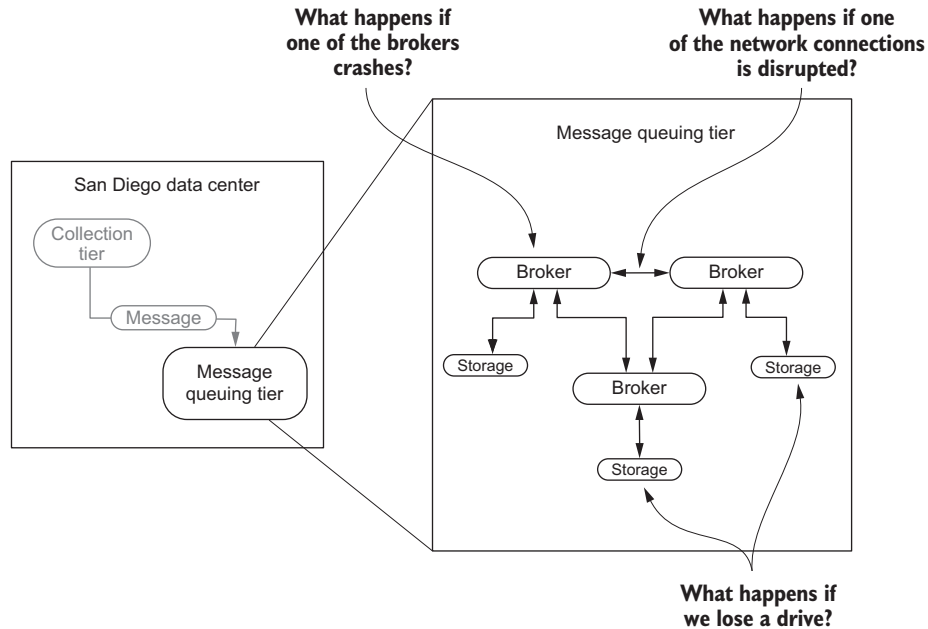 What happens if
one of the brokers
crashes?
What happens if one
of the network connections
is disrupted?
Message queuing tier
San Diego data center
Collection
tier
Message
Message
queuing tier
Broker
Broker
Storage
Storage
Broker
Storage
What happens if
we lose a drive?